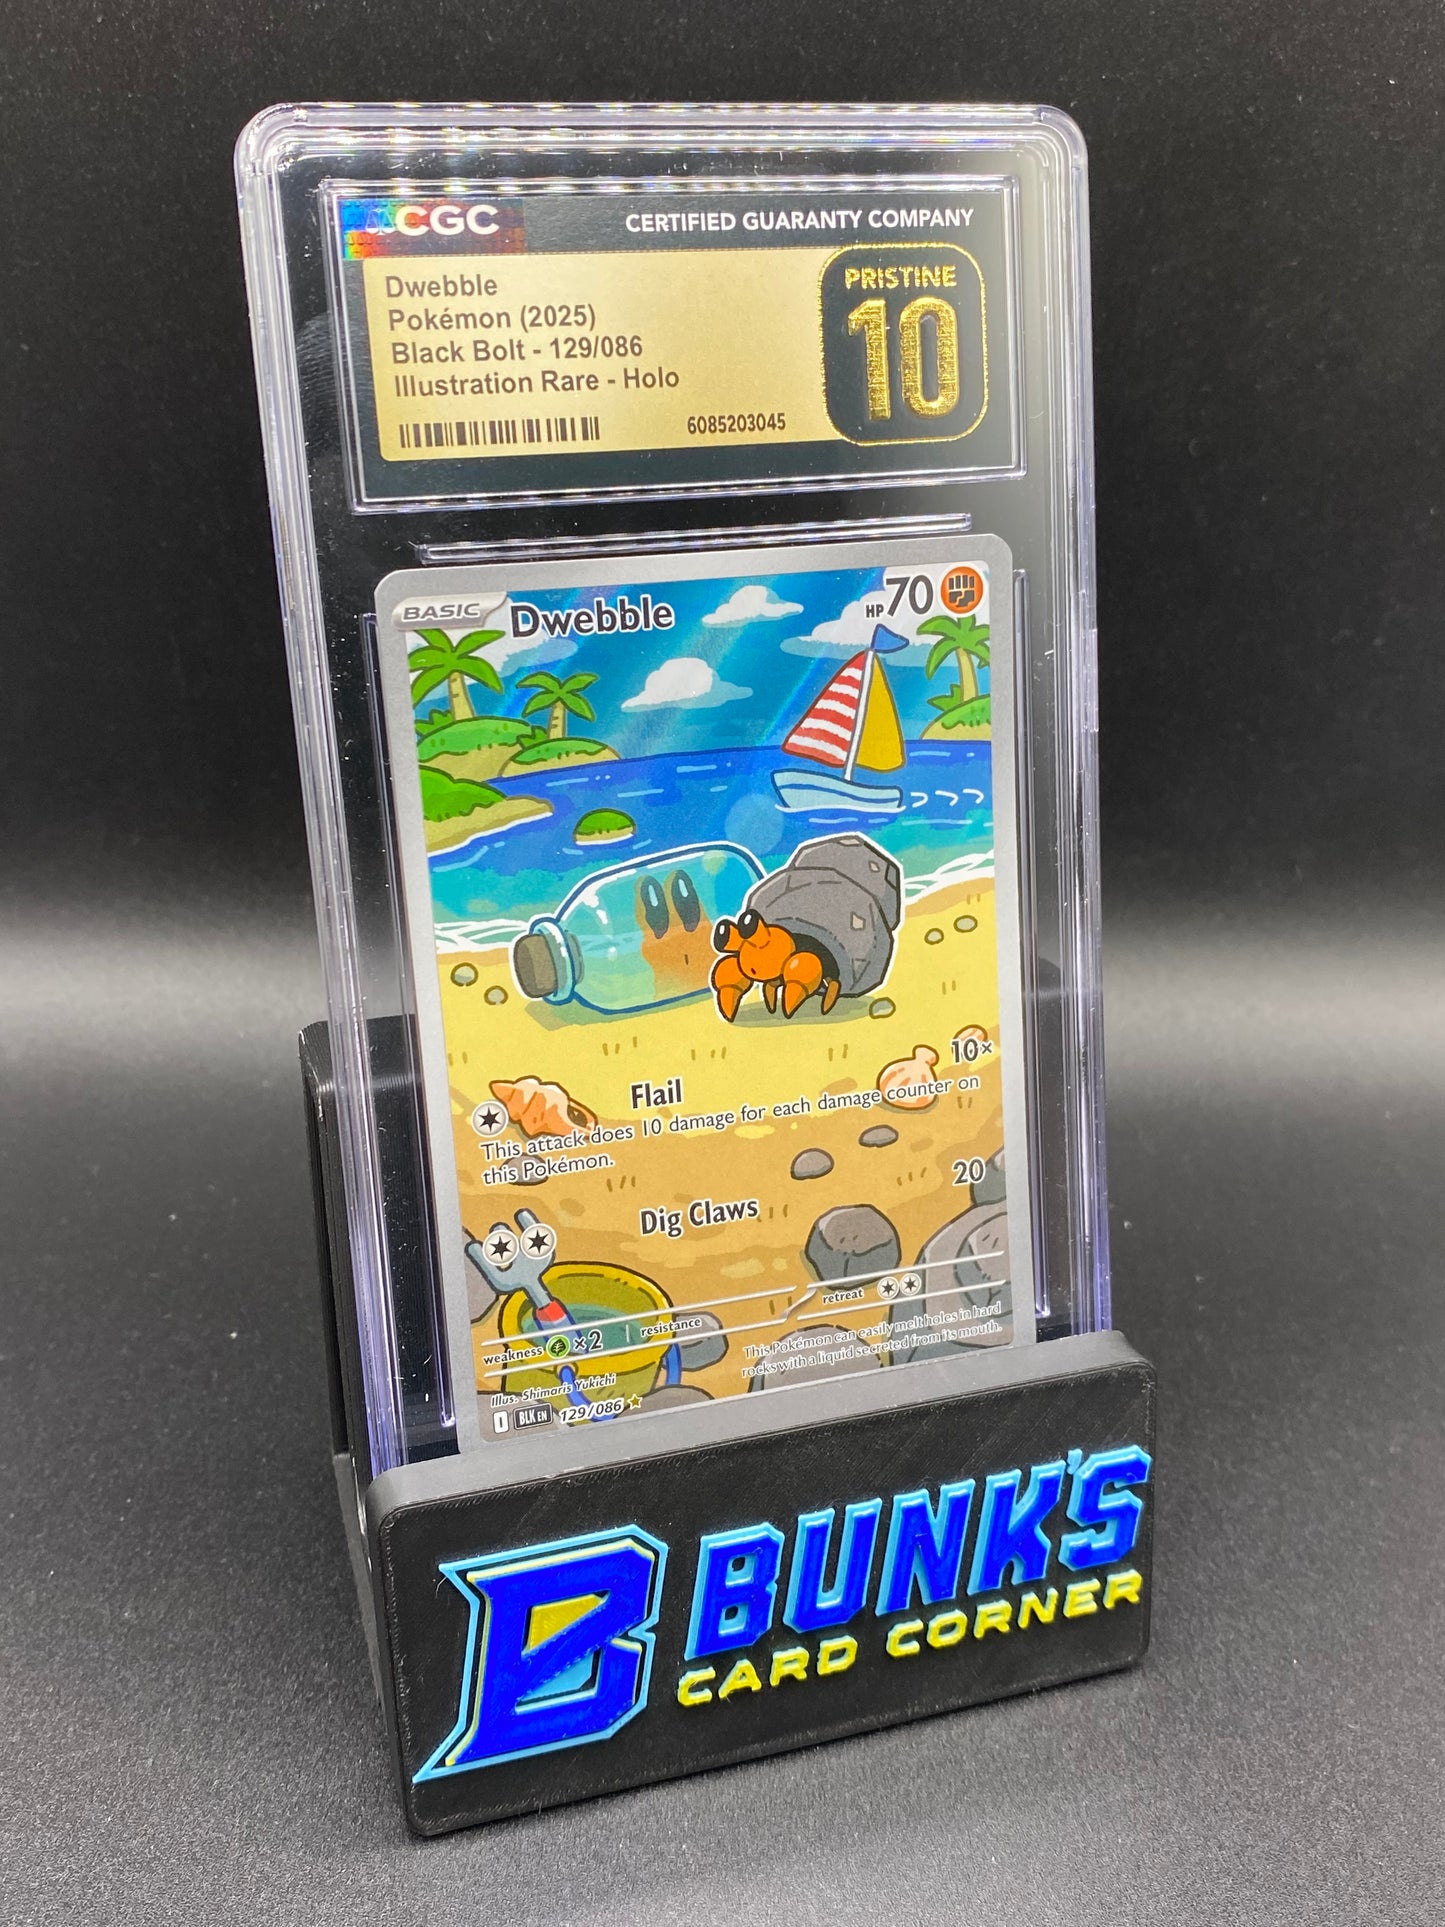 CGC
CERTIFIED GUARANTY COMPANY
Dwebble
Pokémon (2025)
Black Bolt - 129/086
Illustration Rare - Holo
6085203045
PRISTINE
10
BASIC
Dwebble
HP 70
Flail
10×
This attack does 10 damage for each damage counter on
this Pokémon.
Dig Claws
20
weakness ×2
resistance
retreat
This Pokémon can easily melt holes in hard
rocks with a liquid secreted from its mouth.
Illus. Shimaris Yukichi
I BLK EN 129/086
B
BUNK'S
CARD CORNER